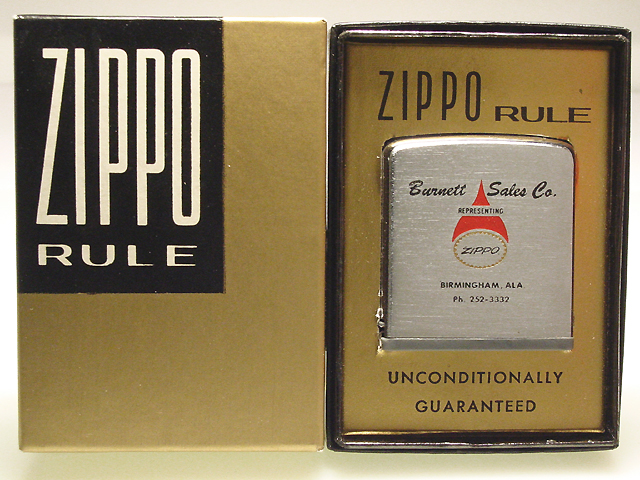 ZIPPO
RULE
ZIPPO RULE
Burnett Sales Co.
REPRESENTING
ZIPPO
BIRMINGHAM, ALA
Ph. 252-3332
UNCONDITIONALLY
GUARANTEED